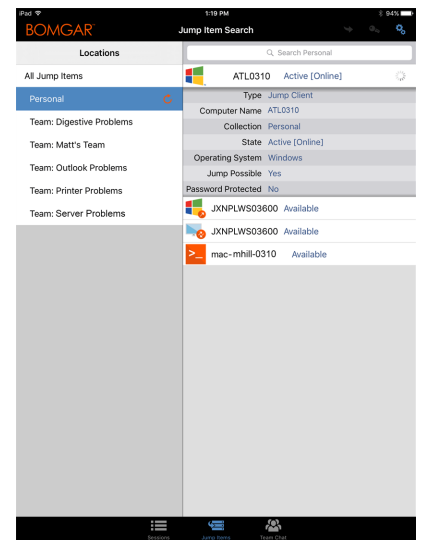 iPad 1:19 PM 94%
BOMGAR Jump Item Search
Locations
Search Personal
All Jump Items
Personal
Team: Digestive Problems
Team: Matt's Team
Team: Outlook Problems
Team: Printer Problems
Team: Server Problems
ATL0310 Active [Online]
Type Jump Client
Computer Name ATL0310
Collection Personal
State Active [Online]
Operating System Windows
Jump Possible Yes
Password Protected No
JXNPLWS03600 Available
JXNPLWS03600 Available
>_ mac-mhill-0310 Available
Sessions Jump Items Team Chat